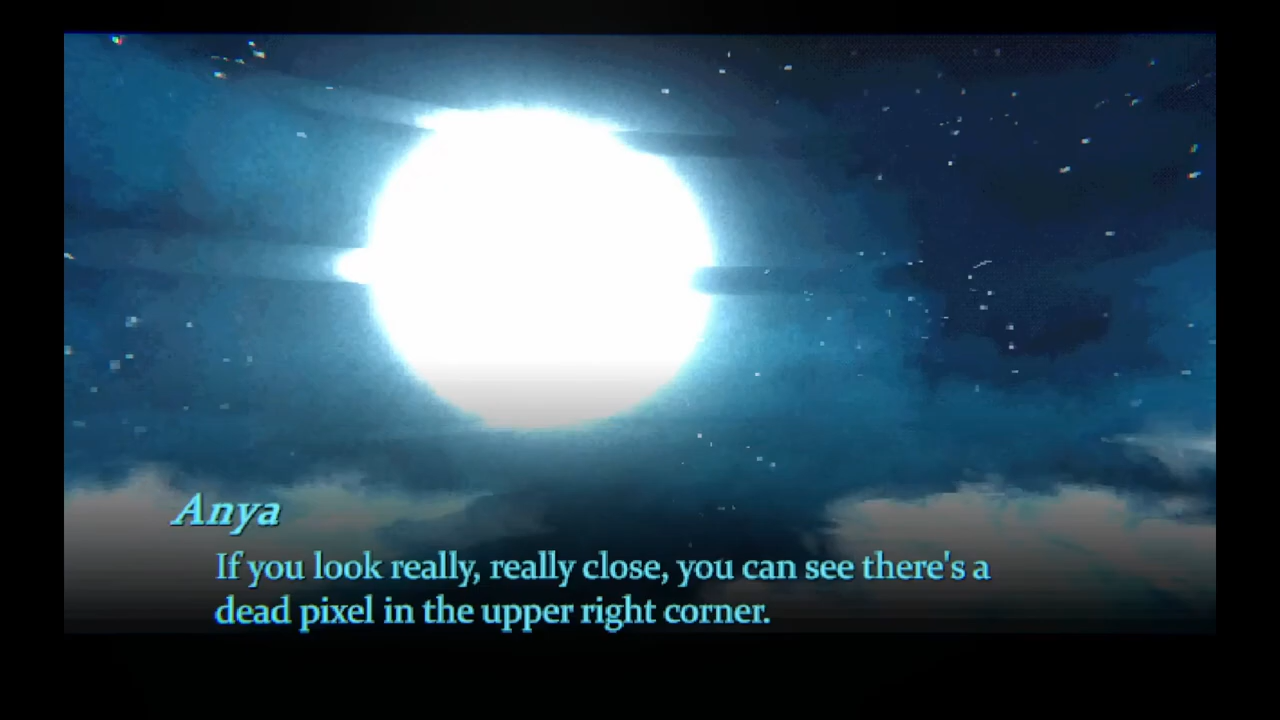 Anya
If you look really, really close, you can see there's a
dead pixel in the upper right corner.